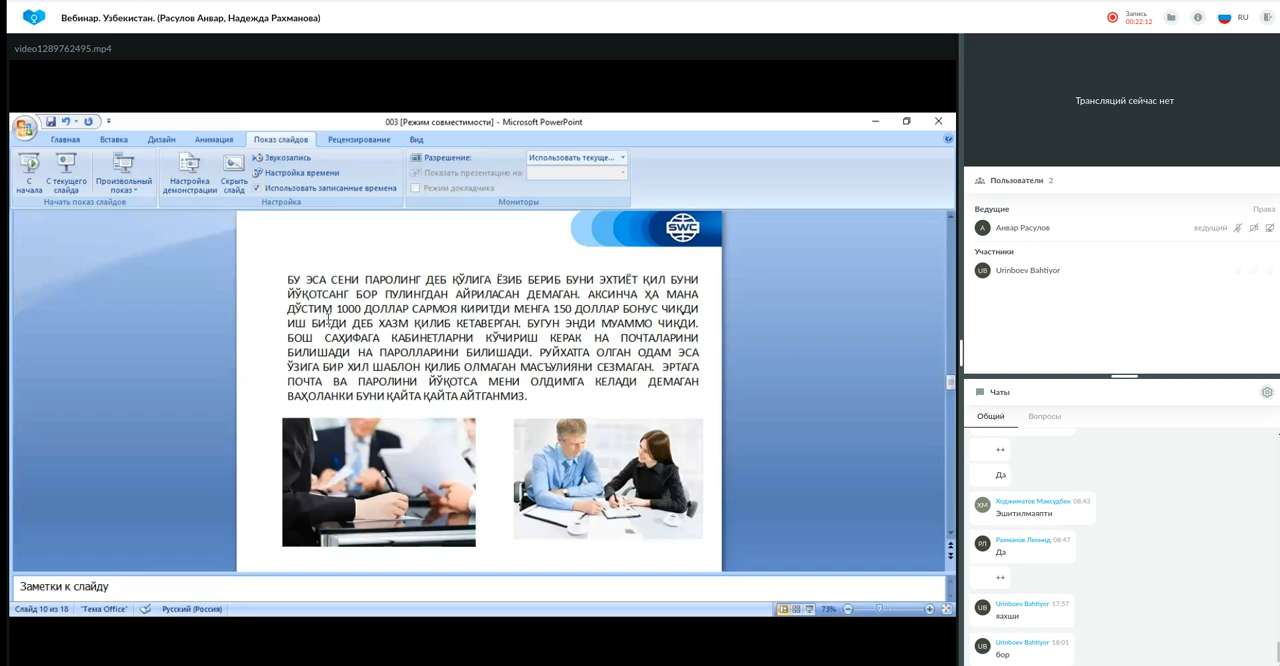 Вебинар. Узбекистан. (Расулов Анвар, Надежда Рахманова)
Запись
00:22:12
RU
video1289762495.mp4
Трансляций сейчас нет
003 [Режим совместимости] - Microsoft PowerPoint
Главная
Вставка
Дизайн
Анимация
Показ слайдов
Рецензирование
Вид
С начала
С текущего слайда
Произвольный показ
Начать показ слайдов
Настройка демонстрации
Скрыть слайд
Звукозапись
Настройка времени
Использовать записанные времена
Настройка
Разрешение:
Использовать текуще...
Показать презентацию на:
Режим докладчика
Мониторы
SWC
БУ ЭСА СЕНИ ПАРОЛИНГ ДЕБ ҚЎЛИГА ЁЗИБ БЕРИБ БУНИ ЭХТИЁТ ҚИЛ БУНИ
ЙЎҚОТСАНГ БОР ПУЛИНГДАН АЙРИЛАСАН ДЕМАГАН. АКСИНЧА ҲА МАНА
ДЎСТИМ 1000 ДОЛЛАР САРМОЯ КИРИТДИ МЕНГА 150 ДОЛЛАР БОНУС ЧИҚДИ
ИШ БИТДИ ДЕБ ХАЗМ ҚИЛИБ КЕТАВЕРГАН. БУГУН ЭНДИ МУАММО ЧИҚДИ.
БОШ САҲИФАГА КАБИНЕТЛАРНИ КЎЧИРИШ КЕРАК НА ПОЧТАЛАРИНИ
БИЛИШАДИ НА ПАРОЛЛАРИНИ БИЛИШАДИ. РУЙХАТГА ОЛГАН ОДАМ ЭСА
ЎЗИГА БИР ХИЛ ШАБЛОН ҚИЛИБ ОЛМАГАН МАСЪУЛИЯНИ СЕЗМАГАН. ЭРТАГА
ПОЧТА ВА ПАРОЛИНИ ЙЎҚОТСА МЕНИ ОЛДИМГА КЕЛАДИ ДЕМАГАН
ВАҲОЛАНКИ БУНИ ҚАЙТА ҚАЙТА АЙТГАНМИЗ.
Заметки к слайду
Слайд 10 из 18
"Тема Office"
Русский (Россия)
73%
Пользователи 2
Ведущие
Права
А
Анвар Расулов
ведущий
Участники
UB
Urinboev Bahtiyor
Чаты
Общий
Вопросы
++
Да
ХМ
Ходжиматов Максудбек 08:43
Эшитилмаяпти
РЛ
Рахманов Леонид 08:47
Да
++
UB
Urinboev Bahtiyor 17:57
яахши
UB
Urinboev Bahtiyor 18:01
бор